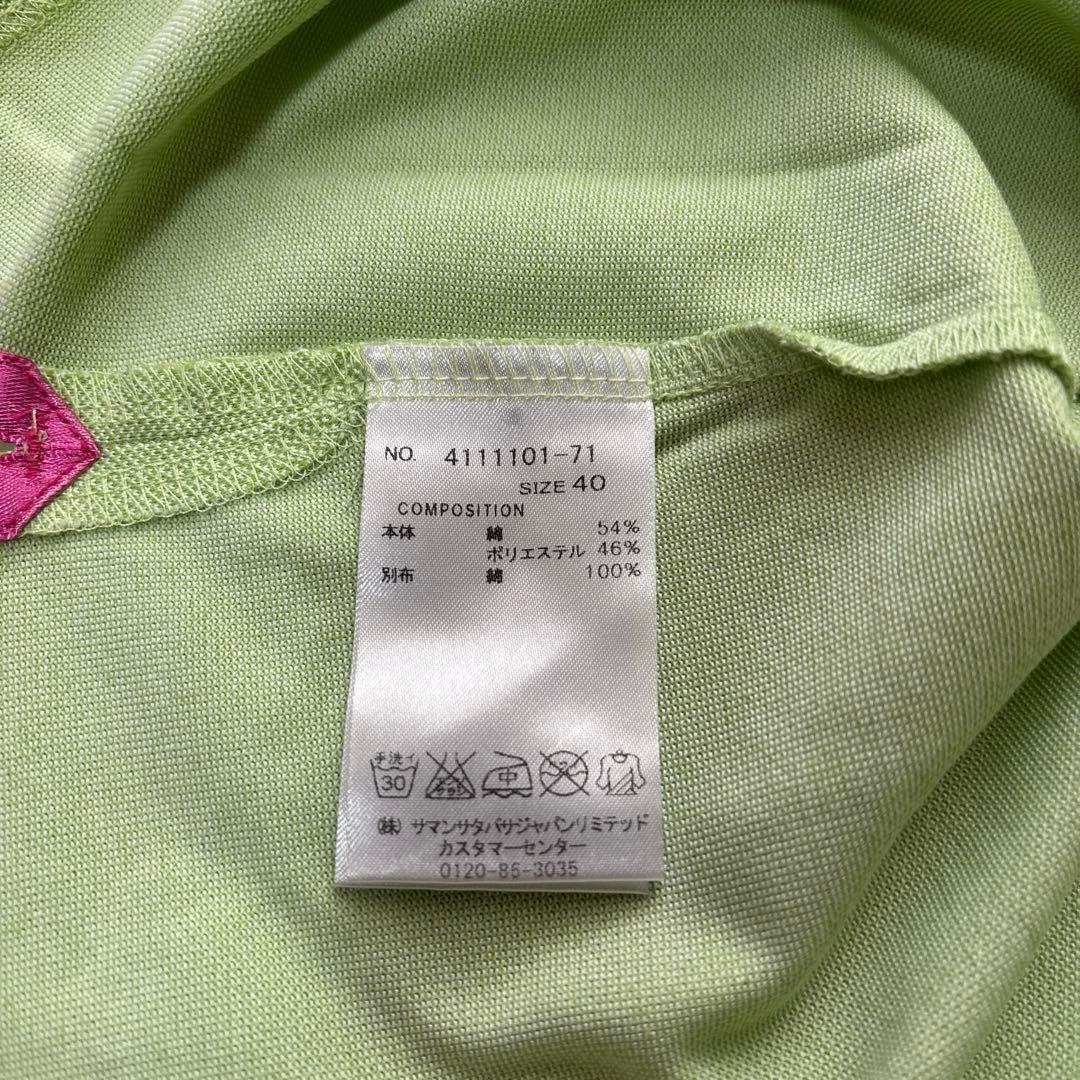 NO. 4111101-71
SIZE 40
COMPOSITION
本体 綿 54%
ポリエステル 46%
別布 綿 100%
手洗イ
30
中
(株) サマンサタバサジャパンリミテッド
カスタマーセンター
0120-86-3035